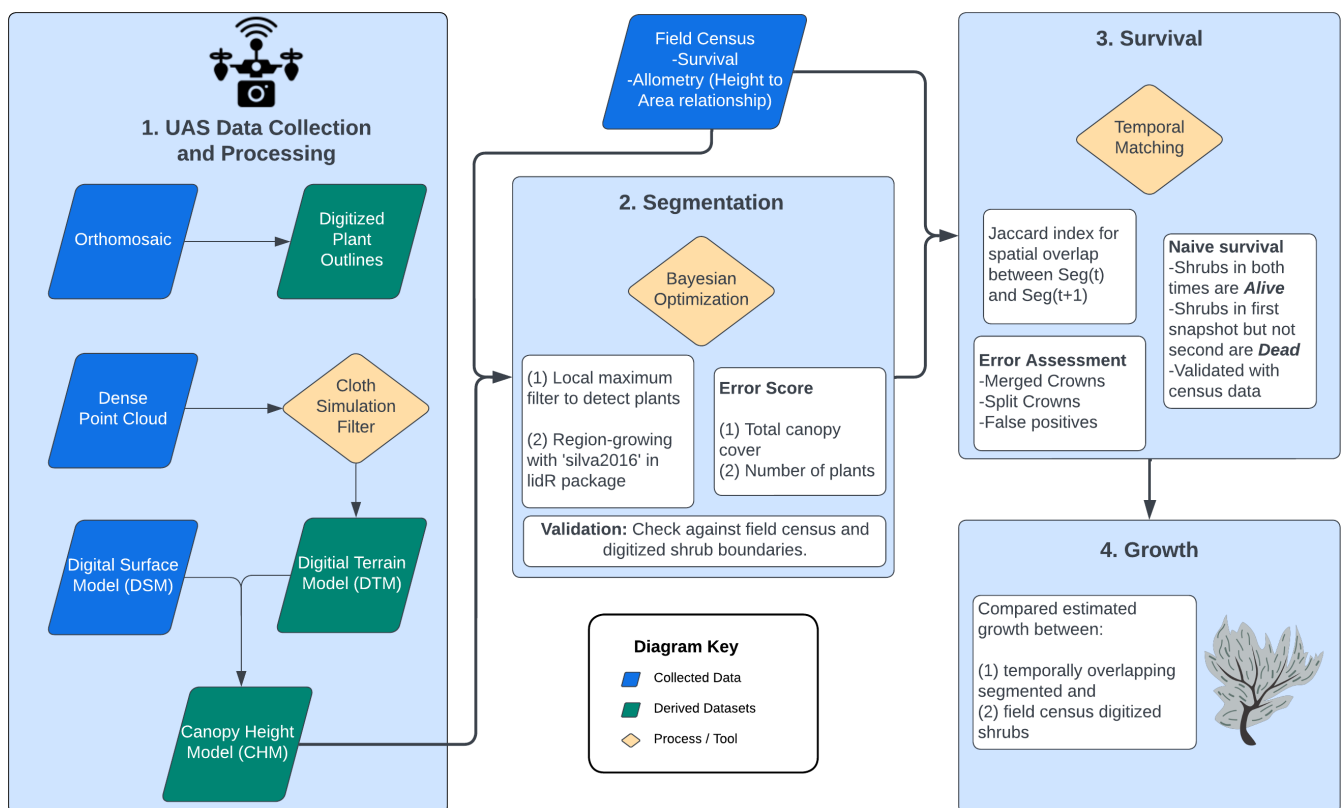 1. UAS Data Collection
and Processing
Orthomosaic
Digitized
Plant
Outlines
Dense
Point Cloud
Cloth
Simulation
Filter
Digital Surface
Model (DSM)
Digitial Terrain
Model (DTM)
Canopy Height
Model (CHM)
Field Census
-Survival
-Allometry (Height to
Area relationship)
2. Segmentation
Bayesian
Optimization
(1) Local maximum
filter to detect plants
(2) Region-growing
with 'silva2016' in
lidR package
Error Score
(1) Total canopy
cover
(2) Number of plants
Validation: Check against field census and
digitized shrub boundaries.
Diagram Key
Collected Data
Derived Datasets
Process / Tool
3. Survival
Temporal
Matching
Jaccard index for
spatial overlap
between Seg(t)
and Seg(t+1)
Error Assessment
-Merged Crowns
-Split Crowns
-False positives
Naive survival
-Shrubs in both
times are Alive
-Shrubs in first
snapshot but not
second are Dead
-Validated with
census data
4. Growth
Compared estimated
growth between:
(1) temporally overlapping
segmented and
(2) field census digitized
shrubs